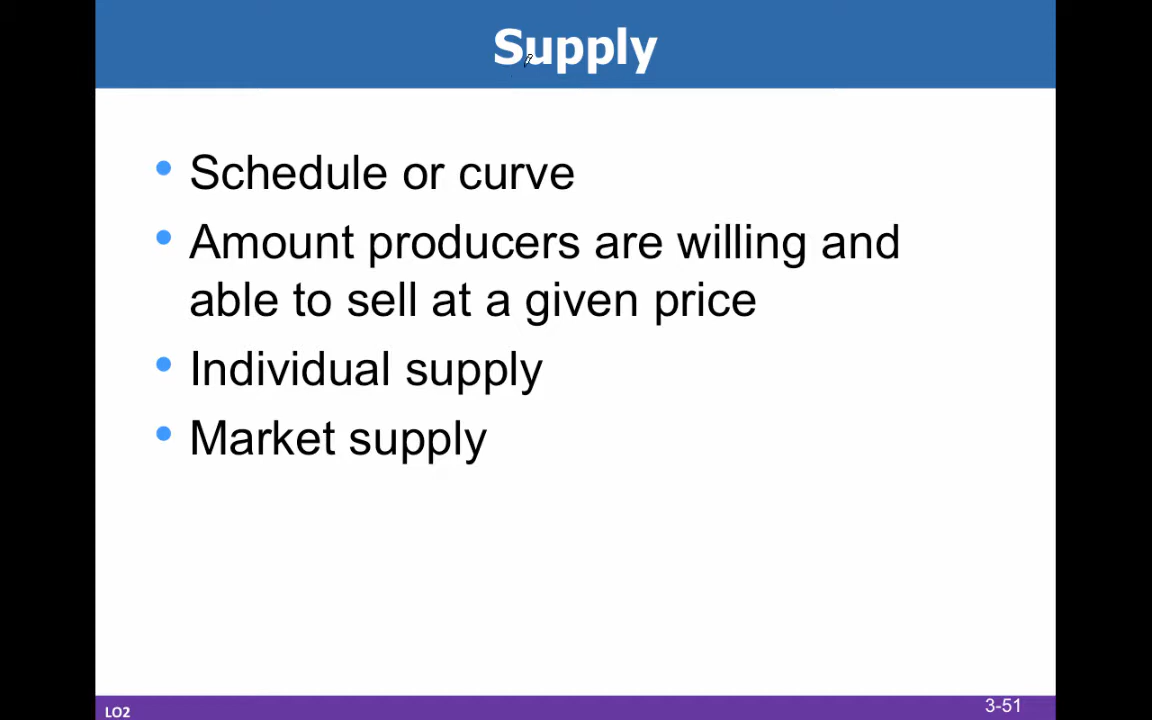 Supply
• Schedule or curve
• Amount producers are willing and
able to sell at a given price
• Individual supply
• Market supply
LO2
3-51